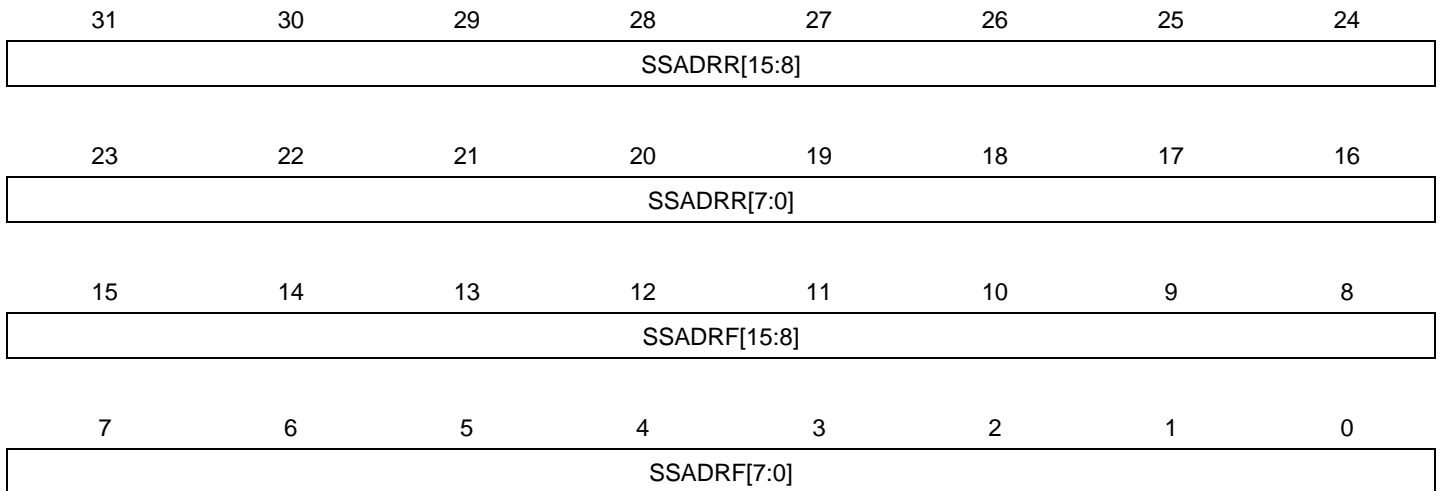 31 30 29 28 27 26 25 24
SSADRR[15:8]
23 22 21 20 19 18 17 16
SSADRR[7:0]
15 14 13 12 11 10 9 8
SSADRF[15:8]
7 6 5 4 3 2 1 0
SSADRF[7:0]